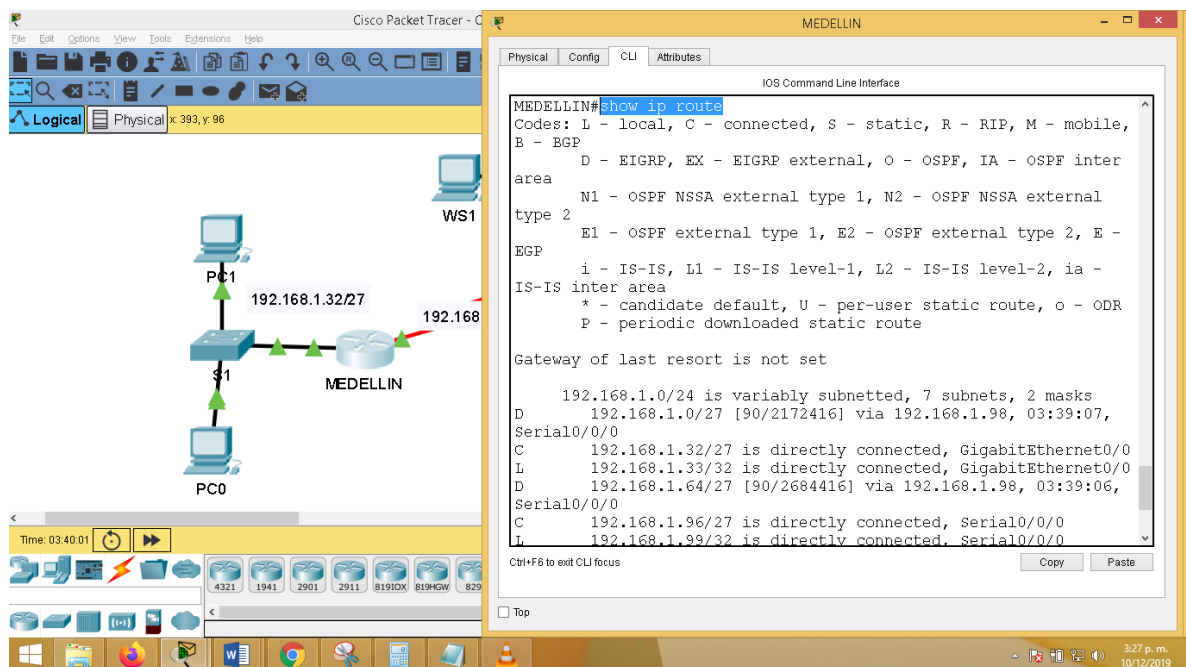 Cisco Packet Tracer - C
File Edit Options View Tools Extensions Help
Logical Physical x: 393, y: 96
WS1
PC1
192.168.1.32/27
192.168
S1
MEDELLIN
PC0
Time: 03:40:01
4321 1941 2901 2911 819IOX 819HGW 829
MEDELLIN
Physical Config CLI Attributes
IOS Command Line Interface
MEDELLIN#show ip route
Codes: L - local, C - connected, S - static, R - RIP, M - mobile,
B - BGP
D - EIGRP, EX - EIGRP external, O - OSPF, IA - OSPF inter
area
N1 - OSPF NSSA external type 1, N2 - OSPF NSSA external
type 2
E1 - OSPF external type 1, E2 - OSPF external type 2, E -
EGP
i - IS-IS, L1 - IS-IS level-1, L2 - IS-IS level-2, ia -
IS-IS inter area
* - candidate default, U - per-user static route, o - ODR
P - periodic downloaded static route
Gateway of last resort is not set
192.168.1.0/24 is variably subnetted, 7 subnets, 2 masks
D 192.168.1.0/27 [90/2172416] via 192.168.1.98, 03:39:07,
Serial0/0/0
C 192.168.1.32/27 is directly connected, GigabitEthernet0/0
L 192.168.1.33/32 is directly connected, GigabitEthernet0/0
D 192.168.1.64/27 [90/2684416] via 192.168.1.98, 03:39:06,
Serial0/0/0
C 192.168.1.96/27 is directly connected, Serial0/0/0
L 192.168.1.99/32 is directly connected, Serial0/0/0
Ctrl+F6 to exit CLI focus
Copy Paste
Top
3:27 p. m.
10/12/2019